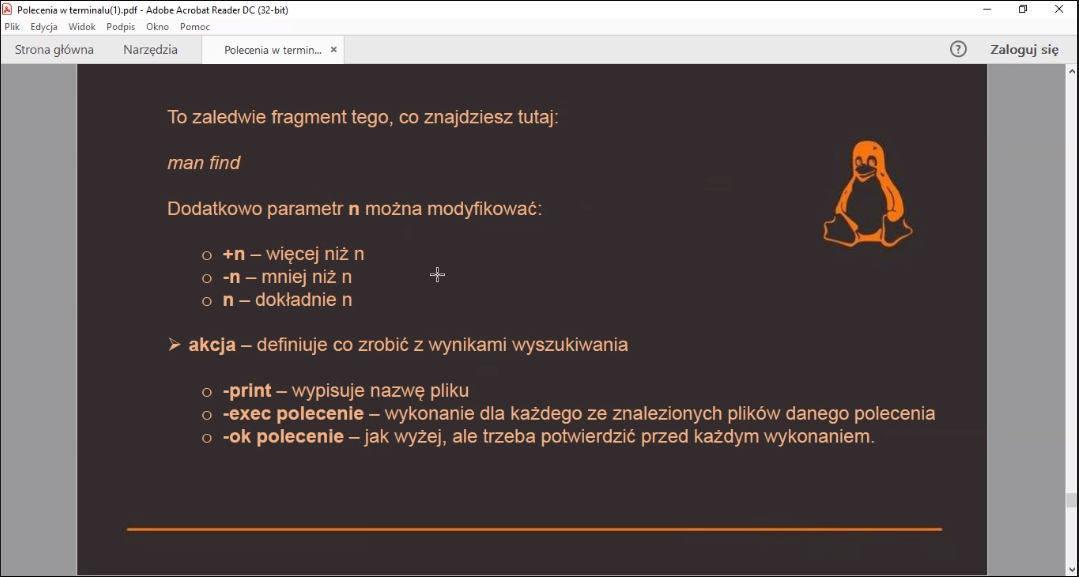 Polecenia w terminalu(1).pdf - Adobe Acrobat Reader DC (32-bit)
Plik Edycja Widok Podpis Okno Pomoc
Strona główna Narzędzia Polecenia w termin... × ? Zaloguj się
To zaledwie fragment tego, co znajdziesz tutaj:
man find
Dodatkowo parametr n można modyfikować:
o +n – więcej niż n
o -n – mniej niż n
o n – dokładnie n
➢ akcja – definiuje co zrobić z wynikami wyszukiwania
o -print – wypisuje nazwę pliku
o -exec polecenie – wykonanie dla każdego ze znalezionych plików danego polecenia
o -ok polecenie – jak wyżej, ale trzeba potwierdzić przed każdym wykonaniem.